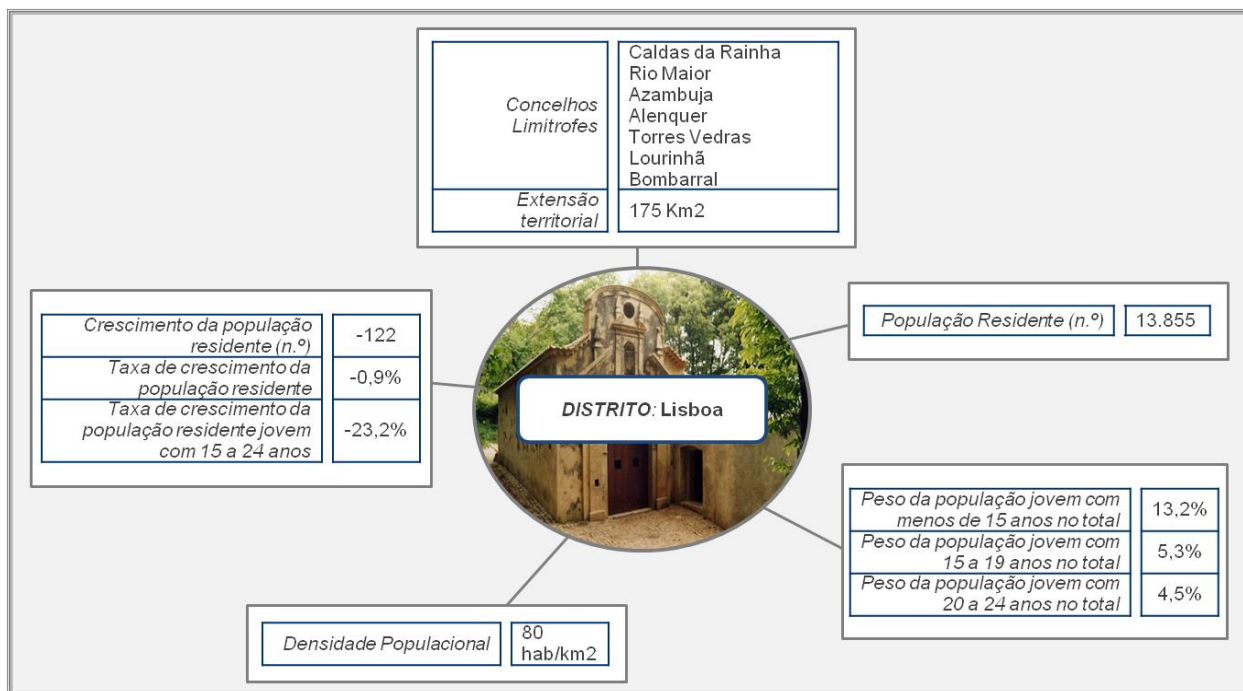 Concelhos
Limitrofes
Caldas da Rainha
Rio Maior
Azambuja
Alenquer
Torres Vedras
Lourinhã
Bombarral
Extensão
territorial
175 Km2
Crescimento da população
residente (n.º)
-122
Taxa de crescimento da
população residente
-0,9%
Taxa de crescimento da
população residente jovem
com 15 a 24 anos
-23,2%
DISTRITO: Lisboa
População Residente (n.º)
13.855
Peso da população jovem com
menos de 15 anos no total
13,2%
Peso da população jovem com
15 a 19 anos no total
5,3%
Peso da população jovem com
20 a 24 anos no total
4,5%
Densidade Populacional
80
hab/km2